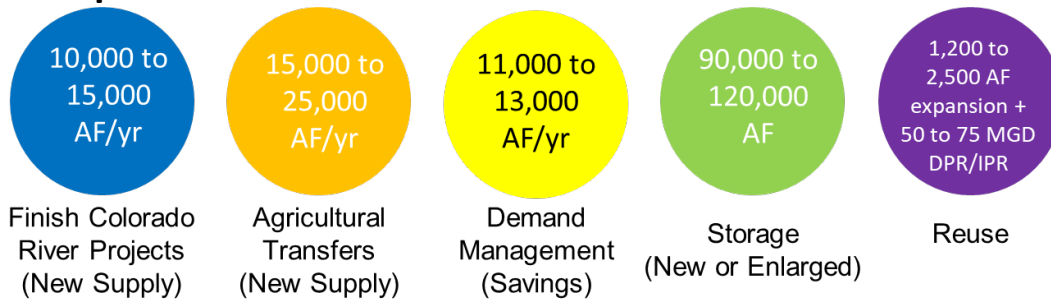 10,000 to
15,000
AF/yr
Finish Colorado
River Projects
(New Supply)
15,000 to
25,000
AF/yr
Agricultural
Transfers
(New Supply)
11,000 to
13,000
AF/yr
Demand
Management
(Savings)
90,000 to
120,000
AF
Storage
(New or Enlarged)
1,200 to
2,500 AF
expansion +
50 to 75 MGD
DPR/IPR
Reuse